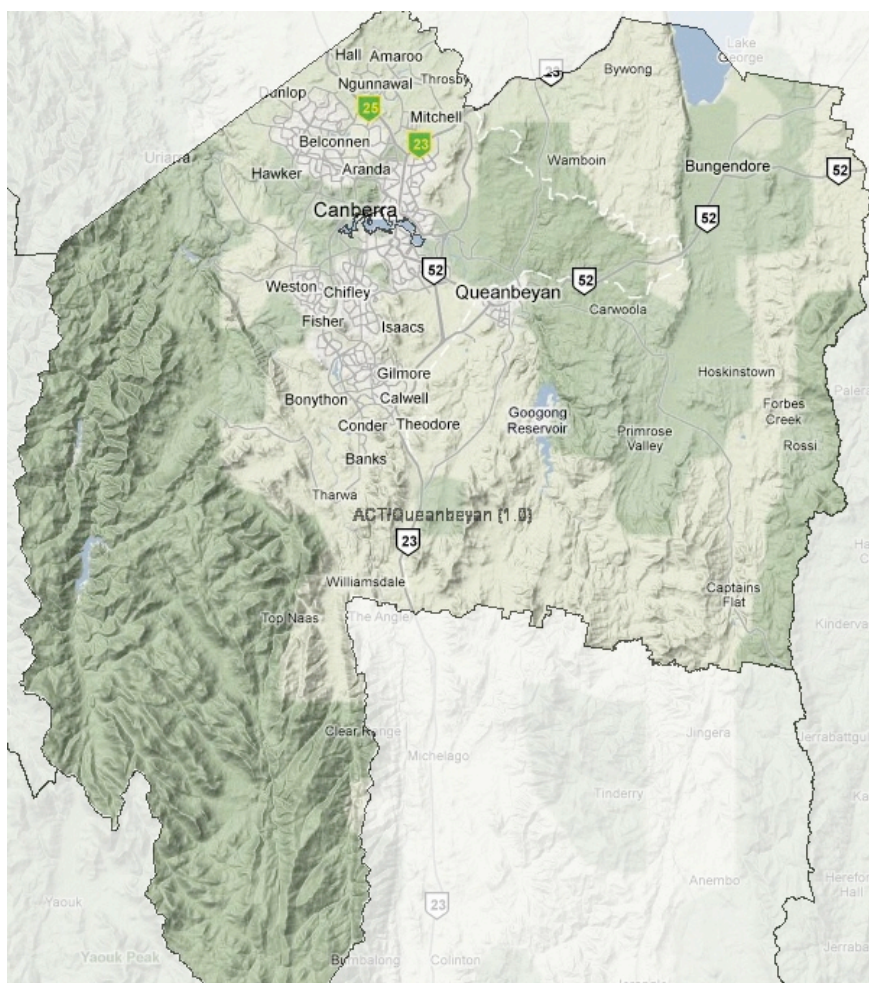 Hall Amaroo
Lake
George
23
Bywong
Ngunnawal Throsby
Dunlop
25
Mitchell
Belconnen
23
Uriarra
Wamboin
Bungendore
52
Hawker
Aranda
Canberra
52
52
52
Weston
Chifley
Queanbeyan
Carwoola
Fisher
Isaacs
Gilmore
Hoskinstown
Bonython
Calwell
Googong
Reservoir
Forbes
Creek
Conder Theodore
Primrose
Valley
Rossi
Banks
Tharwa
ACT/Queanbeyan (1.0)
23
Williamsdale
Captains
Flat
Top Naas
The Angle
Clear Range
Jingera
Jerrabattgul
Michelago
Tinderry
Anembo
Yaouk
23
Hall
Yaouk Peak
Bumbalong
Colinton